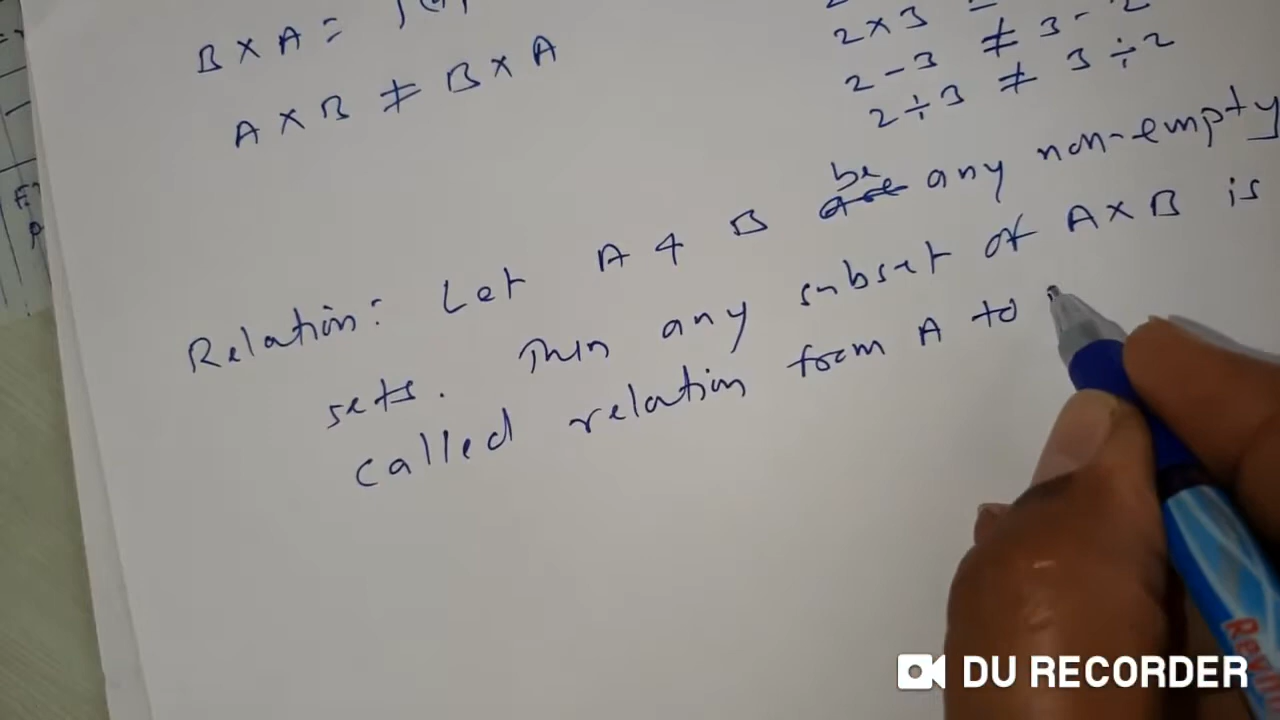 B × A =
A × B ≠ B × A
2 × 3
2 - 3 ≠ 3 - 2
2 ÷ 3 ≠ 3 ÷ 2
Relation: Let A & B be any non-empty
sets. Then any subset of A × B is
called relation from A to
DU RECORDER